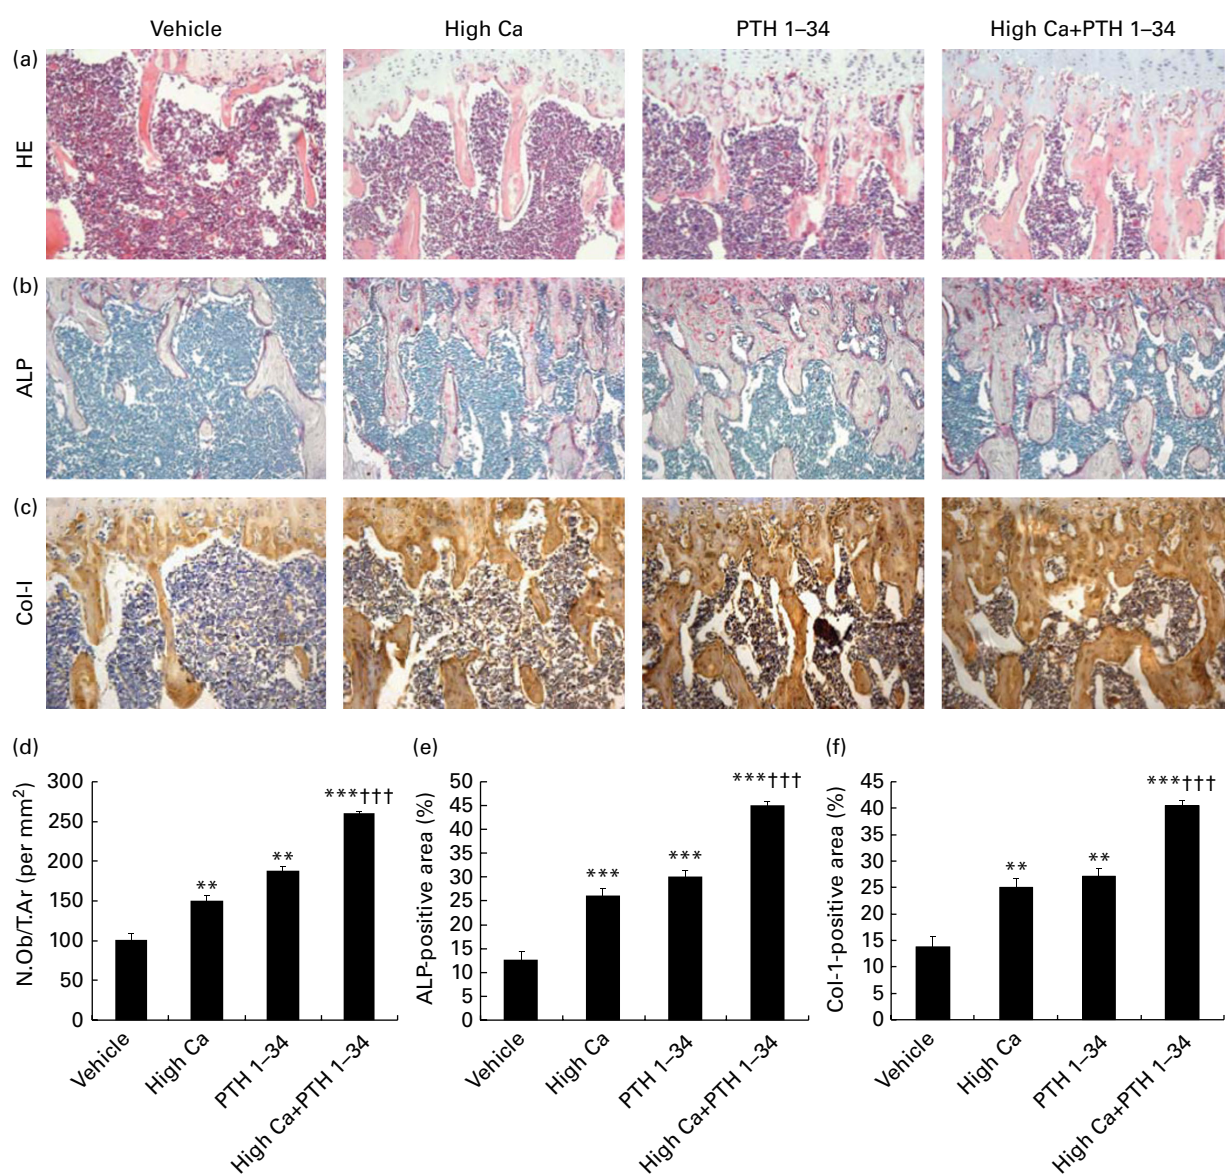 Vehicle High Ca PTH 1–34 High Ca+PTH 1–34
(a)
HE
(b)
ALP
(c)
Col-I
(d) (e) (f)
N.Ob/T.Ar (per mm²)
300
250
200
150
100
50
0
**
**
***†††
Vehicle
High Ca
PTH 1–34
High Ca+PTH 1–34
ALP-positive area (%)
50
45
40
35
30
25
20
15
10
5
0
***
***
***†††
Vehicle
High Ca
PTH 1–34
High Ca+PTH 1–34
Col-1-positive area (%)
45
40
35
30
25
20
15
10
5
0
**
**
***†††
Vehicle
High Ca
PTH 1–34
High Ca+PTH 1–34